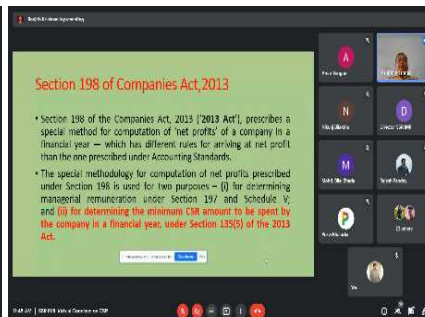 is presenting
Section 198 of Companies Act,2013
• Section 198 of the Companies Act, 2013 ('2013 Act'), prescribes a
special method for computation of 'net profits' of a company in a
financial year — which has different rules for arriving at net profit
than the one prescribed under Accounting Standards.
• The special methodology for computation of net profits prescribed
under Section 198 is used for two purposes – (i) for determining
managerial remuneration under Section 197 and Schedule V;
and (ii) for determining the minimum CSR amount to be spent by
the company in a financial year, under Section 135(5) of the 2013
Act.
A
N
D
M
P
You